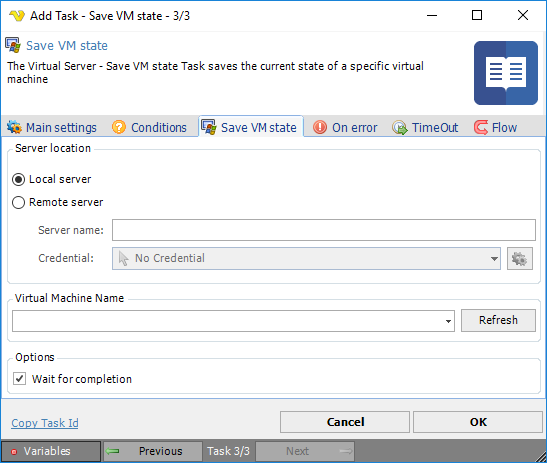 Add Task - Save VM state - 3/3
Save VM state
The Virtual Server - Save VM state Task saves the current state of a specific virtual
machine
Main settings Conditions Save VM state On error TimeOut Flow
Server location
Local server
Remote server
Server name:
Credential: No Credential
Virtual Machine Name
Refresh
Options
Wait for completion
Copy Task Id Cancel OK
Variables Previous Task 3/3 Next